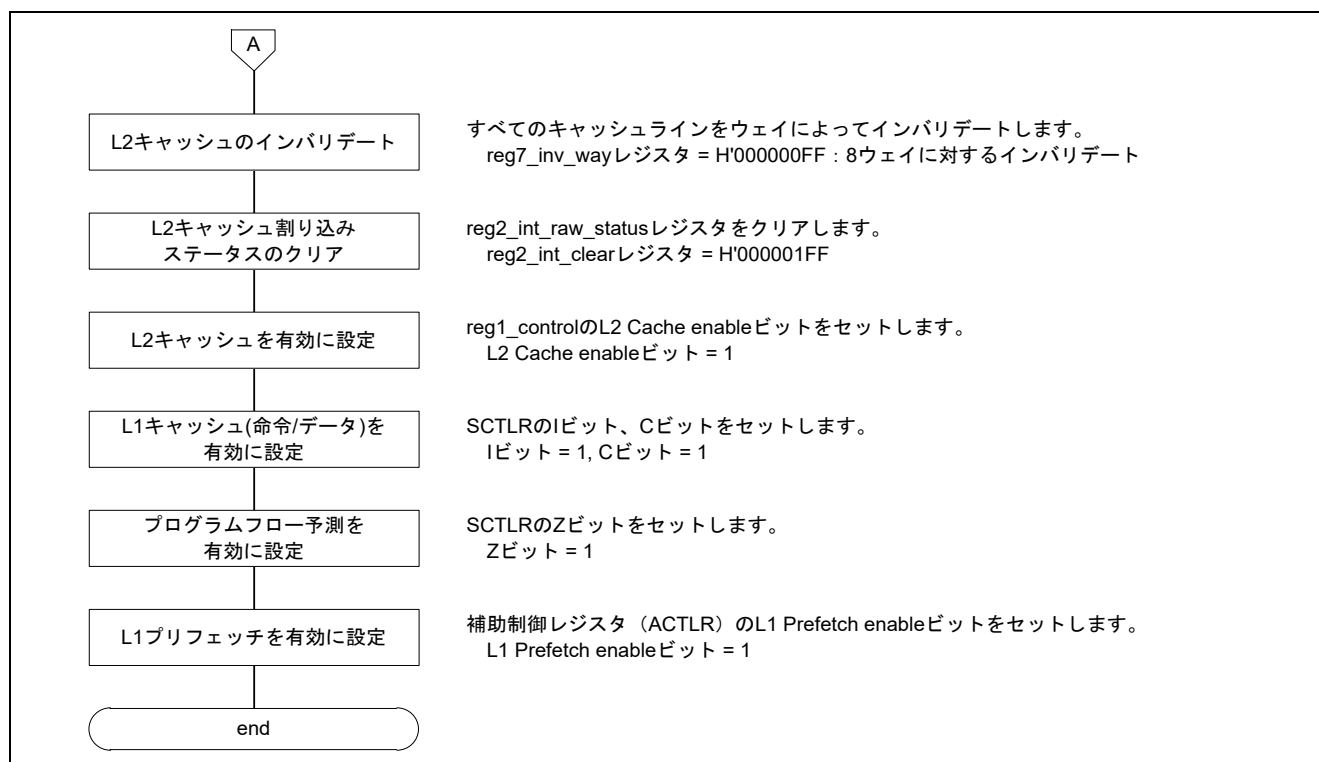 A
L2キャッシュのインバリデート
すべてのキャッシュラインをウェイによってインバリデートします。
reg7_inv_wayレジスタ = H'000000FF：8ウェイに対するインバリデート
L2キャッシュ割り込み
ステータスのクリア
reg2_int_raw_statusレジスタをクリアします。
reg2_int_clearレジスタ = H'000001FF
L2キャッシュを有効に設定
reg1_controlのL2 Cache enableビットをセットします。
L2 Cache enableビット = 1
L1キャッシュ(命令/データ)を
有効に設定
SCTLRのIビット、Cビットをセットします。
Iビット = 1, Cビット = 1
プログラムフロー予測を
有効に設定
SCTLRのZビットをセットします。
Zビット = 1
L1プリフェッチを有効に設定
補助制御レジスタ（ACTLR）のL1 Prefetch enableビットをセットします。
L1 Prefetch enableビット = 1
end